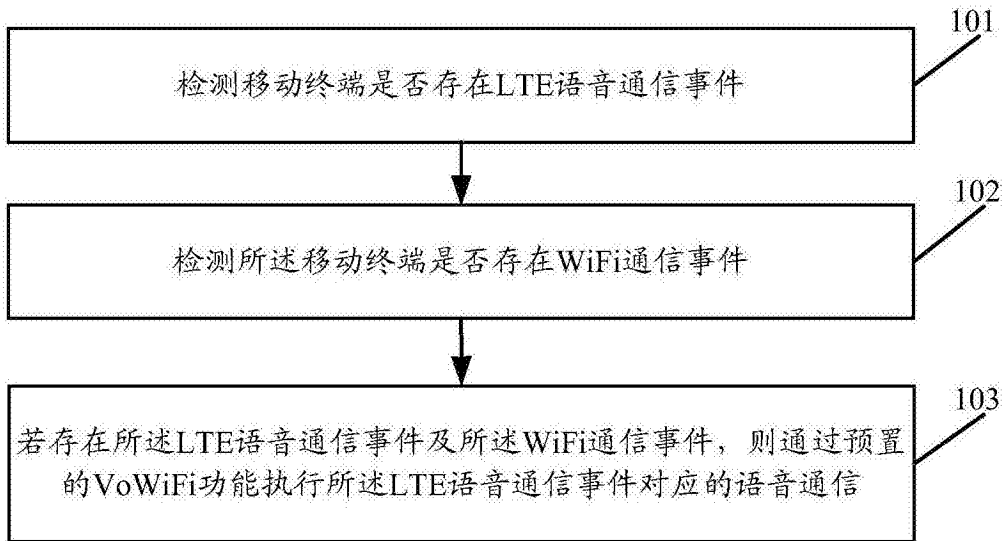 101
检测移动终端是否存在LTE语音通信事件
102
检测所述移动终端是否存在WiFi通信事件
103
若存在所述LTE语音通信事件及所述WiFi通信事件，则通过预置
的VoWiFi功能执行所述LTE语音通信事件对应的语音通信